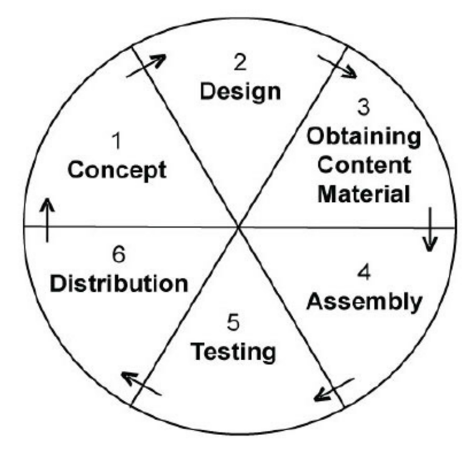 1
Concept
2
Design
3
Obtaining
Content
Material
4
Assembly
5
Testing
6
Distribution